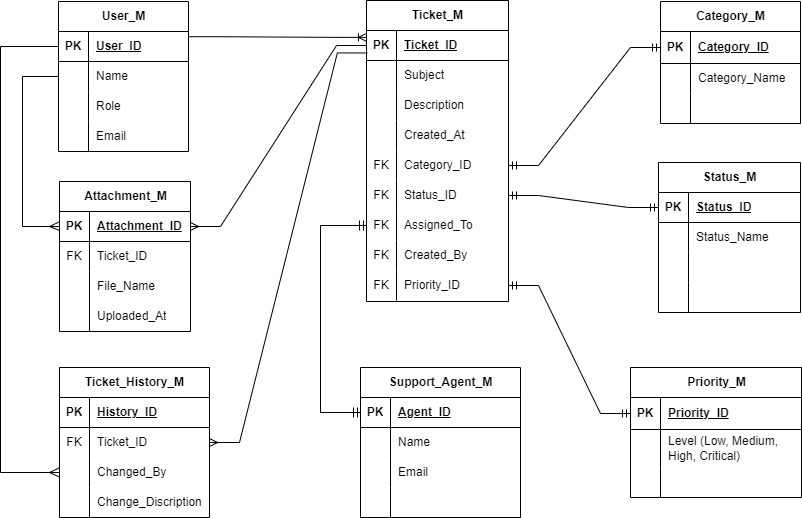 User_M
PK User_ID
Name
Role
Email
Ticket_M
PK Ticket_ID
Subject
Description
Created_At
FK Category_ID
FK Status_ID
FK Assigned_To
FK Created_By
FK Priority_ID
Category_M
PK Category_ID
Category_Name
Attachment_M
PK Attachment_ID
FK Ticket_ID
File_Name
Uploaded_At
Status_M
PK Status_ID
Status_Name
Ticket_History_M
PK History_ID
FK Ticket_ID
Changed_By
Change_Discription
Support_Agent_M
PK Agent_ID
Name
Email
Priority_M
PK Priority_ID
Level (Low, Medium,
High, Critical)